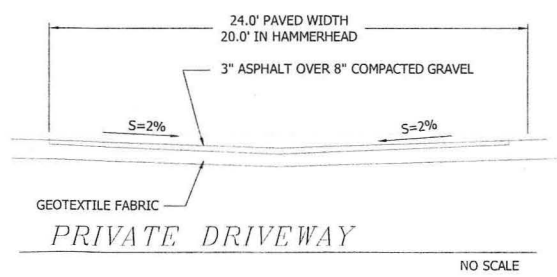 24.0' PAVED WIDTH
20.0' IN HAMMERHEAD
3" ASPHALT OVER 8" COMPACTED GRAVEL
S=2%
S=2%
GEOTEXTILE FABRIC
PRIVATE DRIVEWAY
NO SCALE